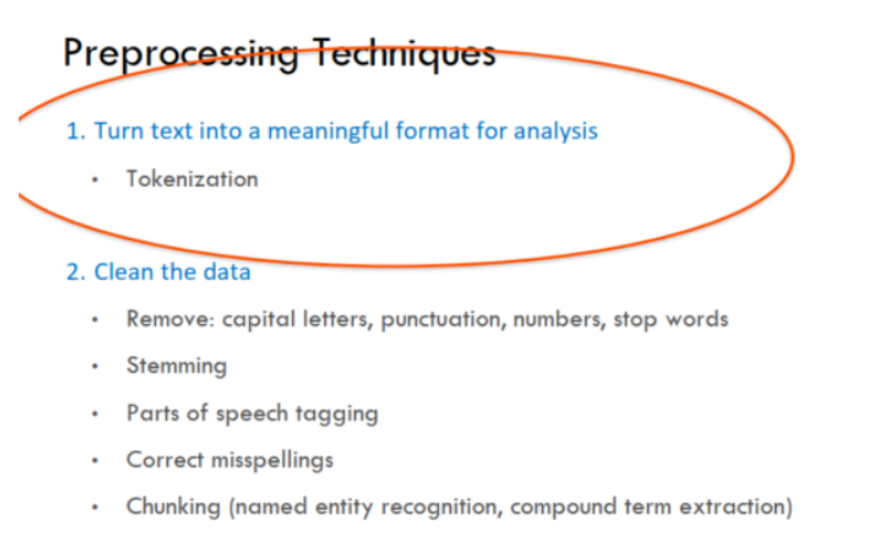 Preprocessing Techniques
1. Turn text into a meaningful format for analysis
• Tokenization
2. Clean the data
• Remove: capital letters, punctuation, numbers, stop words
• Stemming
• Parts of speech tagging
• Correct misspellings
• Chunking (named entity recognition, compound term extraction)